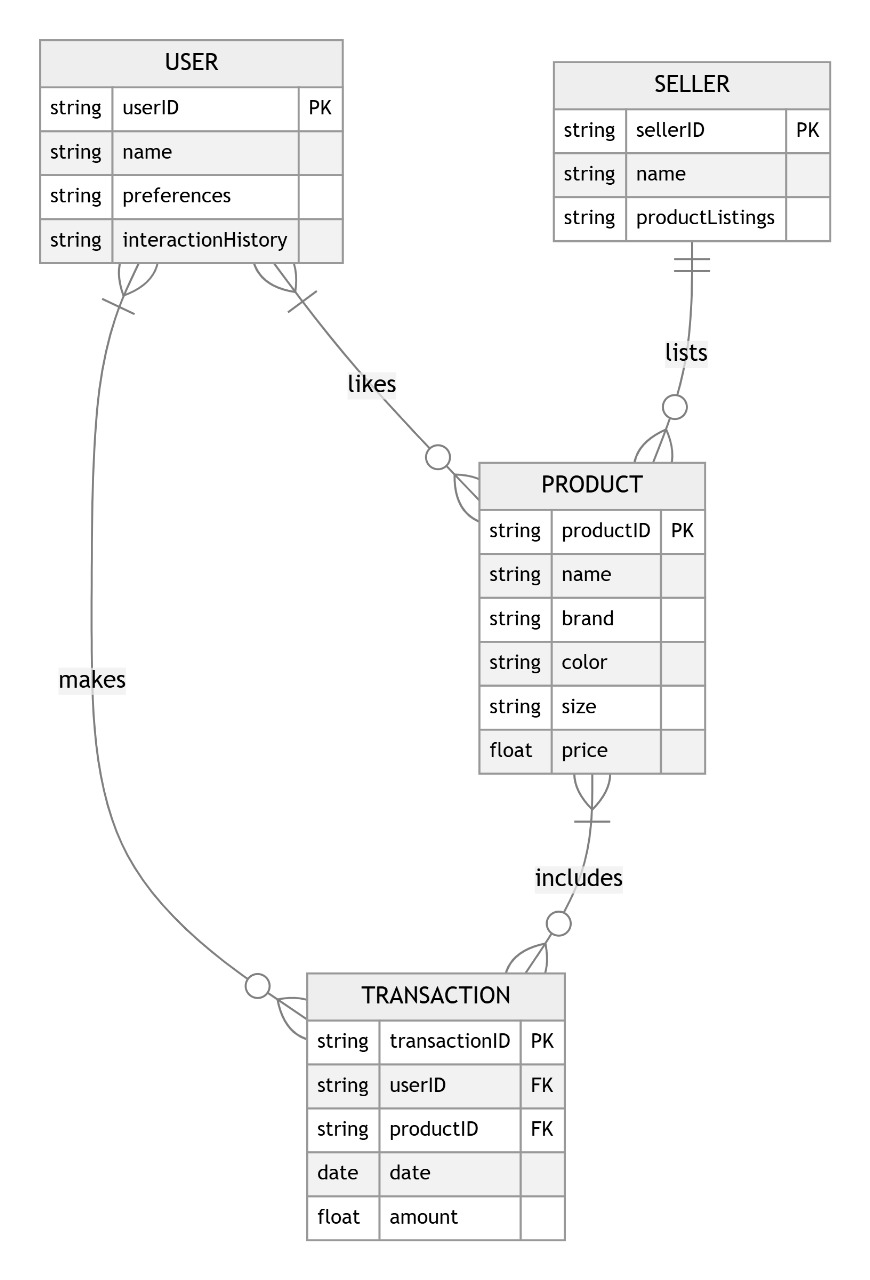 USER
string userID PK
string name
string preferences
string interactionHistory
SELLER
string sellerID PK
string name
string productListings
lists
likes
PRODUCT
string productID PK
string name
string brand
string color
string size
float price
makes
includes
TRANSACTION
string transactionID PK
string userID FK
string productID FK
date date
float amount